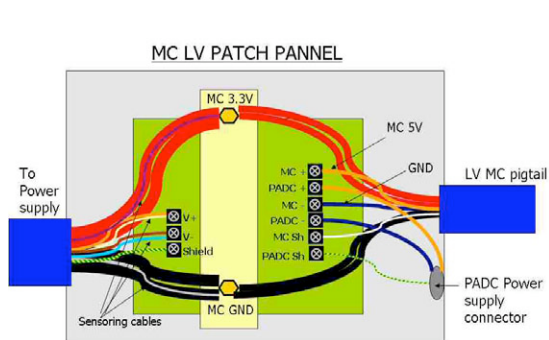 MC LV PATCH PANNEL
MC 3.3V
MC 5V
GND
To
Power
supply
LV MC pigtail
MC +
PADC +
MC -
PADC -
MC Sh
PADC Sh
V+
V-
Shield
PADC Power
supply
connector
MC GND
Sensoring cables